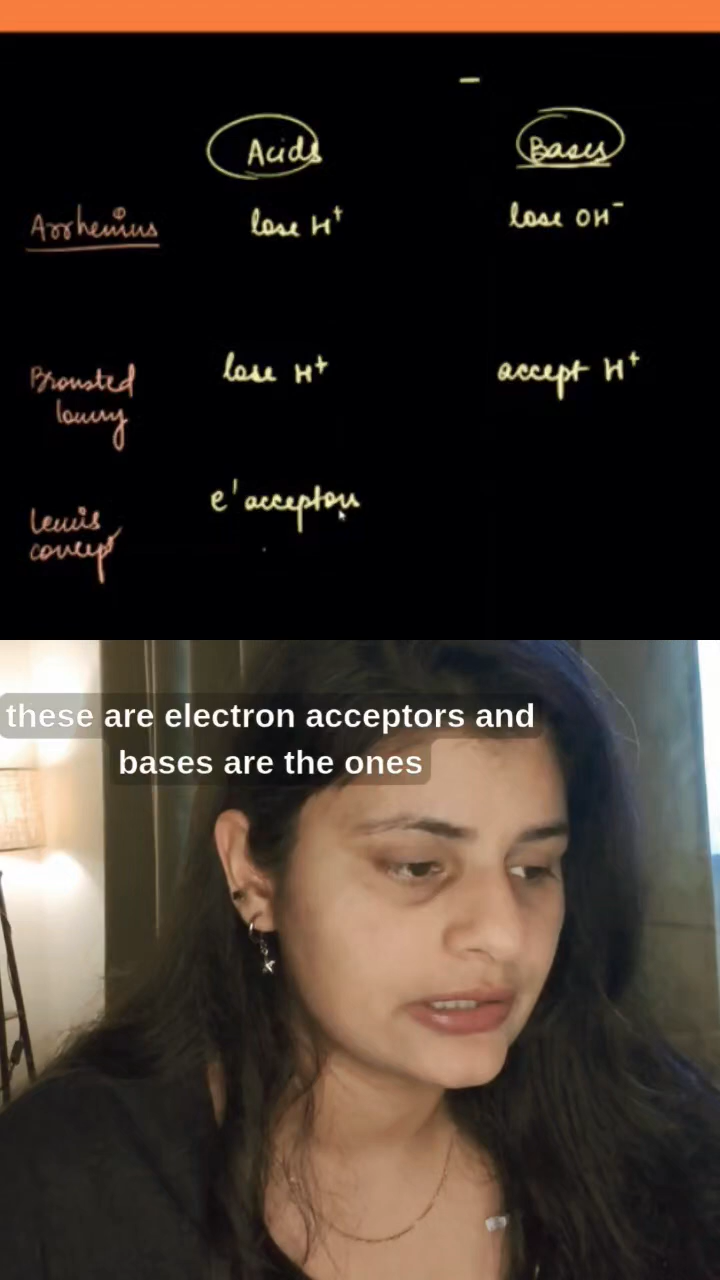 Acids Bases
Arrhenius lose H⁺ lose OH⁻
Bronsted lose H⁺ accept H⁺
lowry
Lewis e' acceptors
concept
these are electron acceptors and
bases are the ones